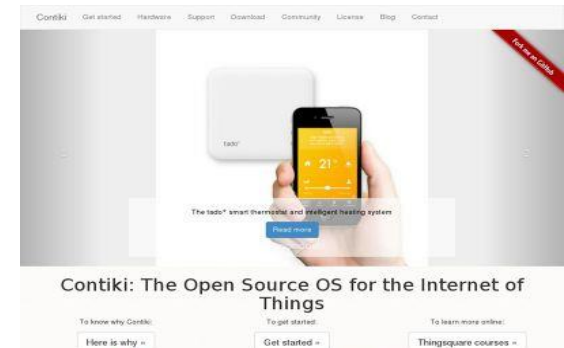 Contiki Get started Hardware Support Download Community License Blog Contact
Fork me on GitHub
tado°
21°
The tado° smart thermostat and intelligent heating system
Read more
Contiki: The Open Source OS for the Internet of
Things
To know why Contiki: To get started: To learn more online:
Here is why » Get started » Thingsquare courses »